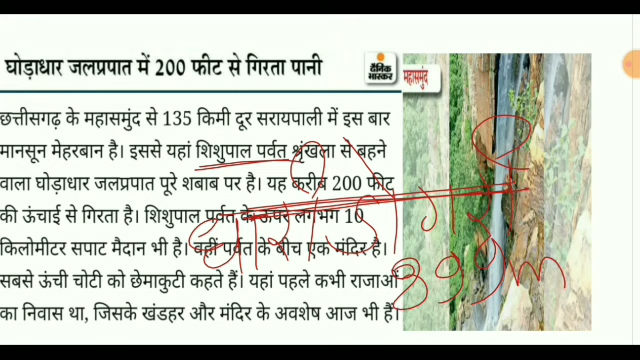 घोड़ाधार जलप्रपात में 200 फीट से गिरता पानी
दैनिक
भास्कर
महासमुंद
छत्तीसगढ़ के महासमुंद से 135 किमी दूर सरायपाली में इस बार
मानसून मेहरबान है। इससे यहां शिशुपाल पर्वत श्रृंखला से बहने
वाला घोड़ाधार जलप्रपात पूरे शबाब पर है। यह करीब 200 फीट
की ऊंचाई से गिरता है। शिशुपाल पर्वत के ऊपर लगभग 10
किलोमीटर सपाट मैदान भी है। वहीं पर्वत के बीच एक मंदिर है।
सबसे ऊंची चोटी को छेमाकुटी कहते हैं। यहां पहले कभी राजाओं
का निवास था, जिसके खंडहर और मंदिर के अवशेष आज भी हैं।